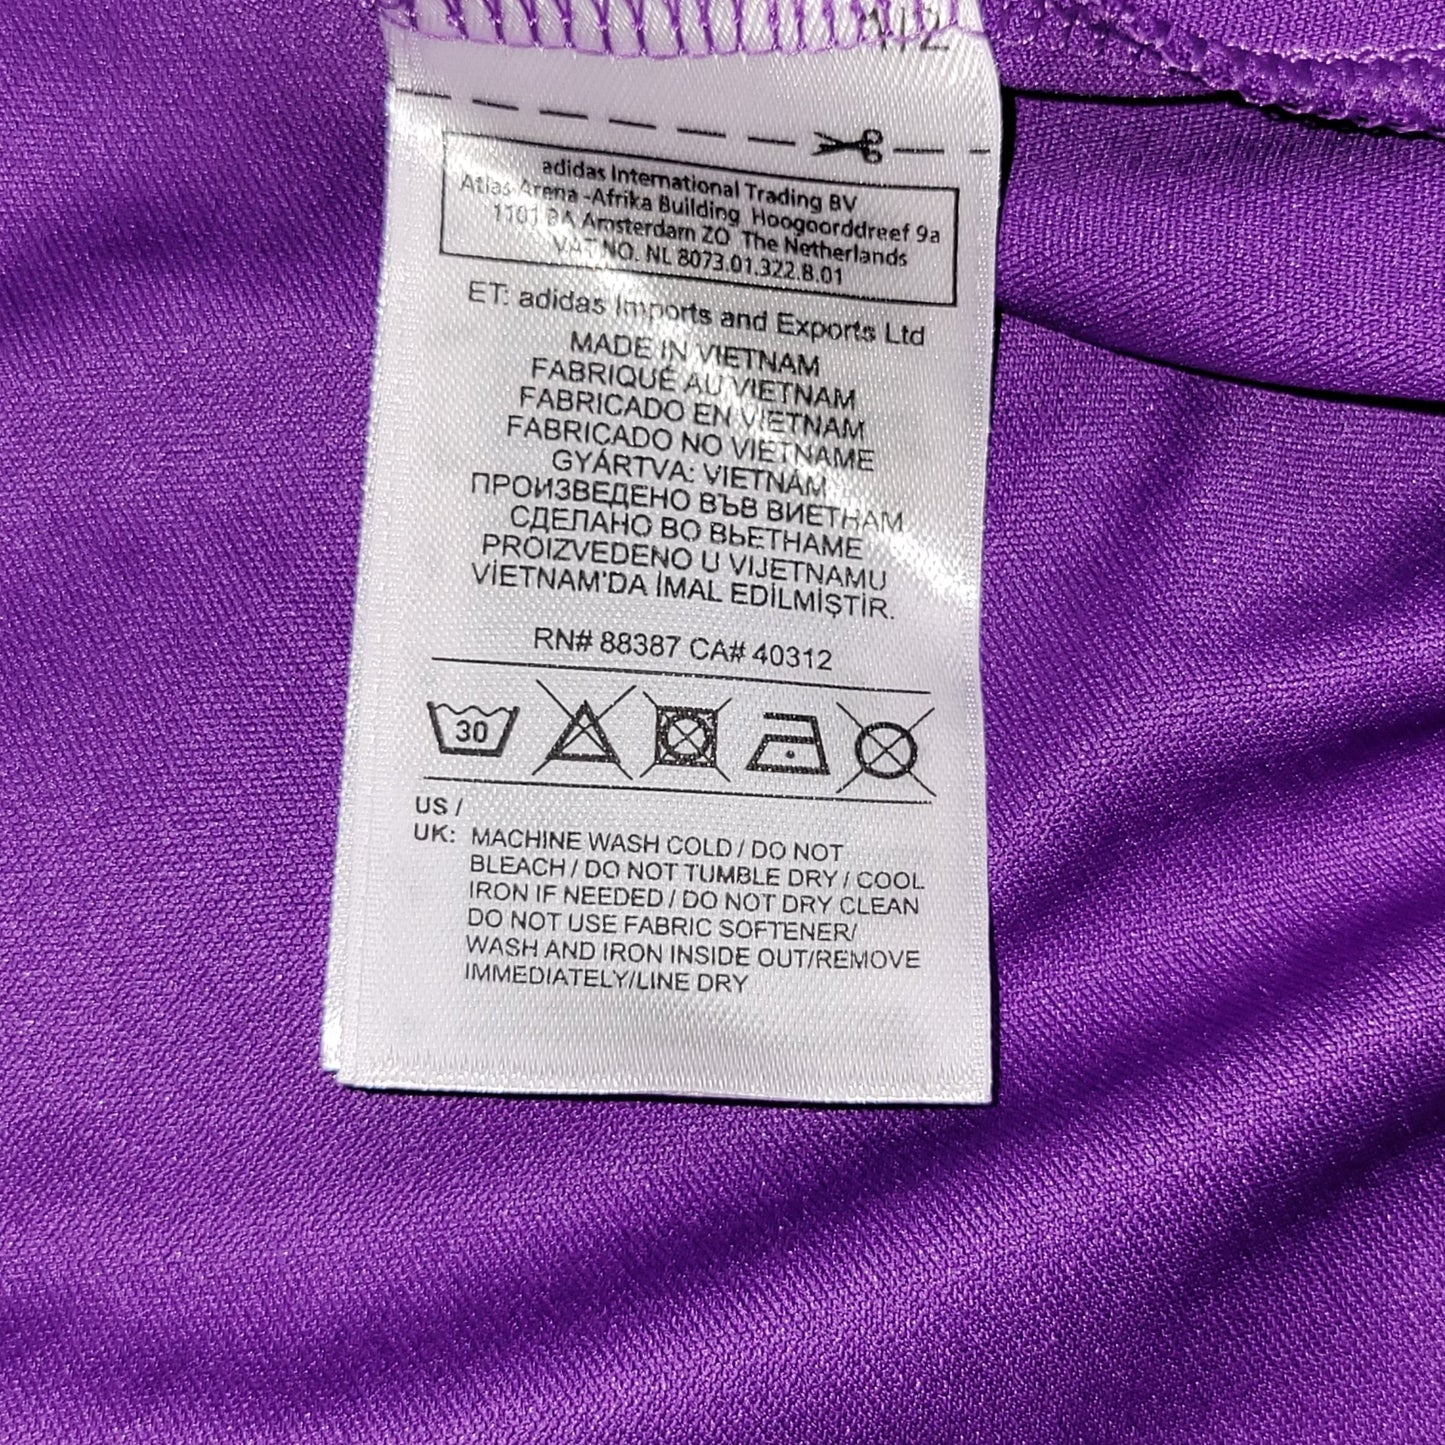 1/2
adidas International Trading BV
Atlas Arena -Afrika Building Hoogoorddreef 9a
1101 BA Amsterdam ZO The Netherlands
VAT NO. NL 8073.01.322.B.01
ET: adidas Imports and Exports Ltd
MADE IN VIETNAM
FABRIQUÉ AU VIETNAM
FABRICADO EN VIETNAM
FABRICADO NO VIETNAME
GYÁRTVA: VIETNAM
ПРОИЗВЕДЕНО ВЪВ ВИЕТНАМ
СДЕЛАНО ВО ВЬЕТНАМЕ
PROIZVEDENO U VIJETNAMU
VİETNAM'DA İMAL EDİLMİŞTİR.
RN# 88387 CA# 40312
30
US /
UK: MACHINE WASH COLD / DO NOT
BLEACH / DO NOT TUMBLE DRY / COOL
IRON IF NEEDED / DO NOT DRY CLEAN
DO NOT USE FABRIC SOFTENER/
WASH AND IRON INSIDE OUT/REMOVE
IMMEDIATELY/LINE DRY